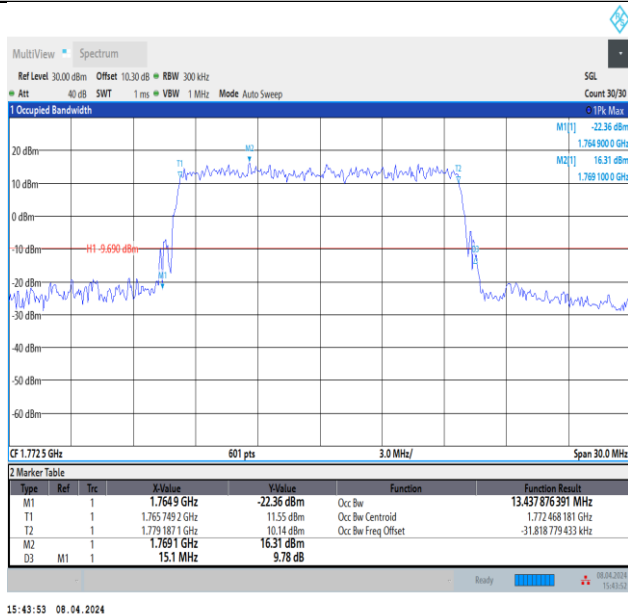 MultiView Spectrum
Ref Level 30.00 dBm Offset 10.30 dB RBW 300 kHz SGL
Att 40 dB SWT 1 ms VBW 1 MHz Mode Auto Sweep Count 30/30
1 Occupied Bandwidth 1Pk Max
M1[1] -22.36 dBm
1.764 900 0 GHz
M2[1] 16.31 dBm
1.769 100 0 GHz
20 dBm
T1 M2 T2
10 dBm
0 dBm
-10 dBm H1 -9.690 dBm
D3
M1
-20 dBm
-30 dBm
-40 dBm
-50 dBm
-60 dBm
CF 1.772 5 GHz 601 pts 3.0 MHz/ Span 30.0 MHz
2 Marker Table
Type Ref Trc X-Value Y-Value Function Function Result
M1 1 1.764 9 GHz -22.36 dBm Occ Bw 13.437 876 391 MHz
T1 1 1.765 749 2 GHz 11.55 dBm Occ Bw Centroid 1.772 468 181 GHz
T2 1 1.779 187 1 GHz 10.14 dBm Occ Bw Freq Offset -31.818 779 433 kHz
M2 1 1.769 1 GHz 16.31 dBm
D3 M1 1 15.1 MHz 9.78 dB
Ready 08.04.2024
15:43:52
15:43:53 08.04.2024